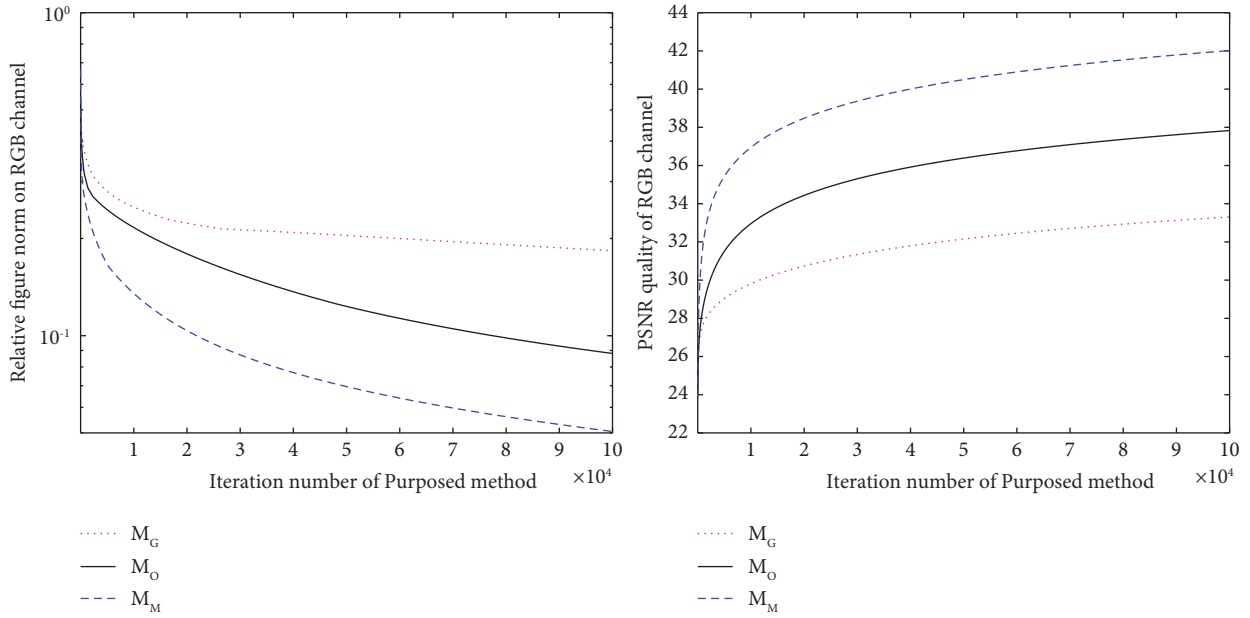 10^0
10^-1
Relative figure norm on RGB channel
1 2 3 4 5 6 7 8 9 10
×10^4
Iteration number of Purposed method
M_G
M_O
M_M
44
42
40
38
36
34
32
30
28
26
24
22
PSNR quality of RGB channel
1 2 3 4 5 6 7 8 9 10
×10^4
Iteration number of Purposed method
M_G
M_O
M_M